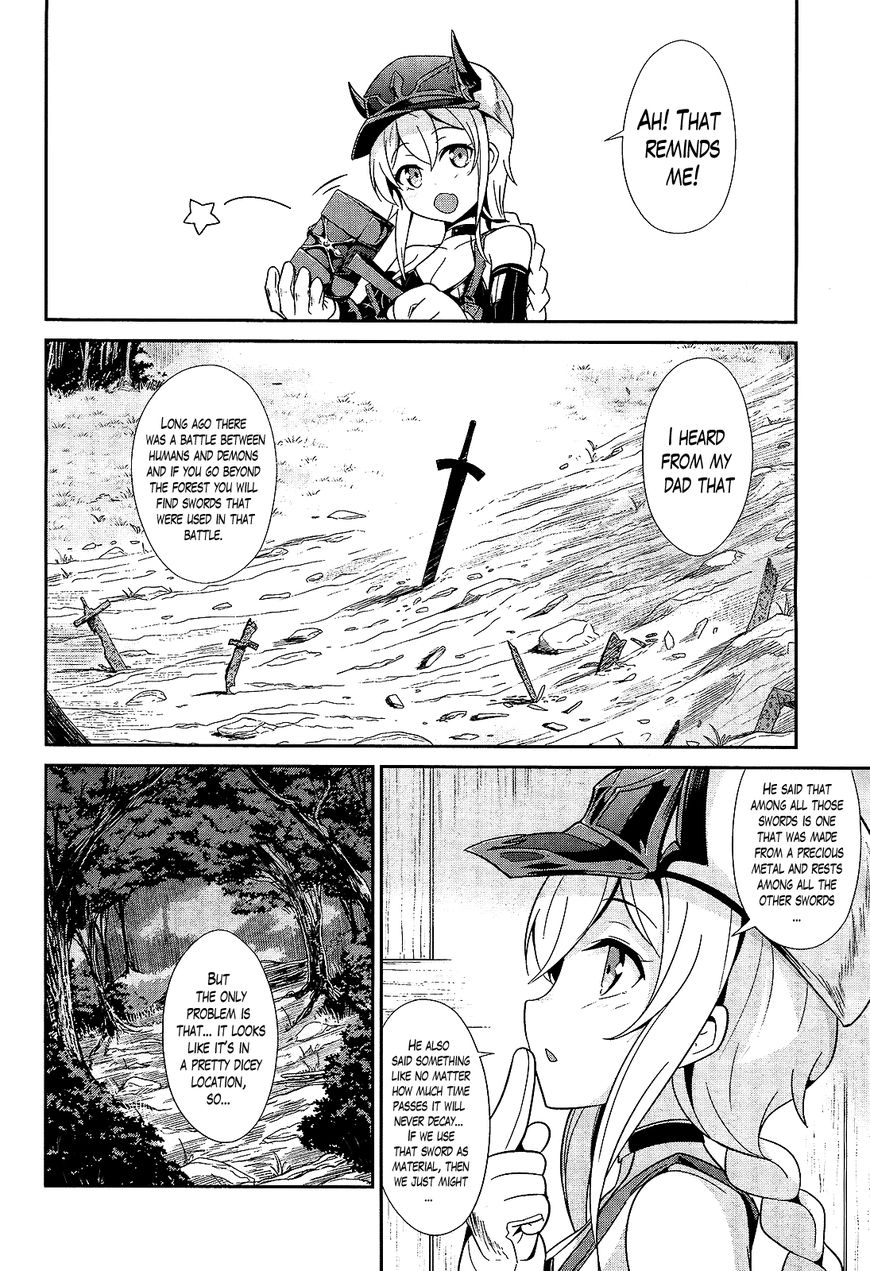 AH! THAT
REMINDS
ME!
I HEARD
FROM MY
DAD THAT
LONG AGO THERE
WAS A BATTLE BETWEEN
HUMANS AND DEMONS
AND IF YOU GO BEYOND
THE FOREST YOU WILL
FIND SWORDS THAT
WERE USED IN THAT
BATTLE.
HE SAID THAT
AMONG ALL THOSE
SWORDS IS ONE
THAT WAS MADE
FROM A PRECIOUS
METAL AND RESTS
AMONG ALL THE
OTHER SWORDS
...
HE ALSO
SAID SOMETHING
LIKE NO MATTER
HOW MUCH TIME
PASSES IT WILL
NEVER DECAY...
IF WE USE
THAT SWORD AS
MATERIAL, THEN
WE JUST MIGHT
...
BUT
THE ONLY
PROBLEM IS
THAT... IT LOOKS
LIKE IT'S IN
A PRETTY DICEY
LOCATION,
SO...